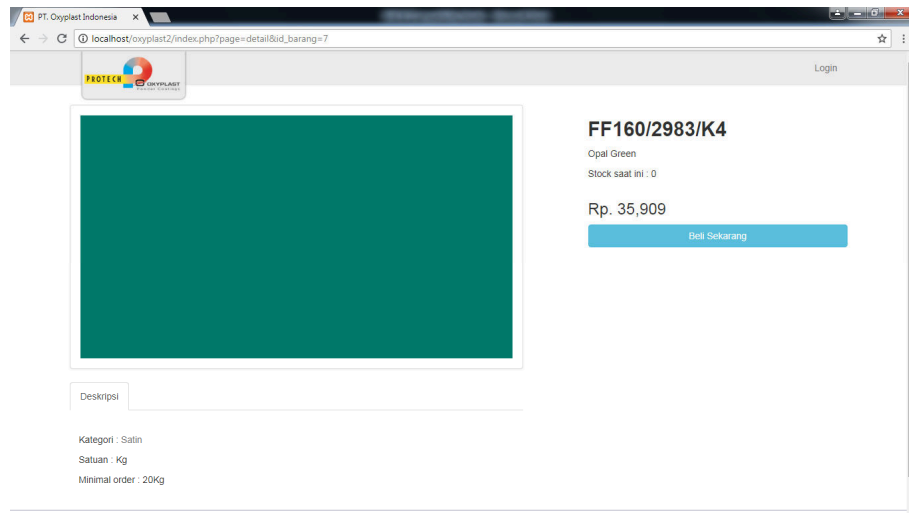 PT. Oxyplast Indonesia
localhost/oxyplast2/index.php?page=detail&id_barang=7
PROTECH
OXYPLAST
Login
FF160/2983/K4
Opal Green
Stock saat ini : 0
Rp. 35,909
Beli Sekarang
Deskripsi
Kategori : Satin
Satuan : Kg
Minimal order : 20Kg